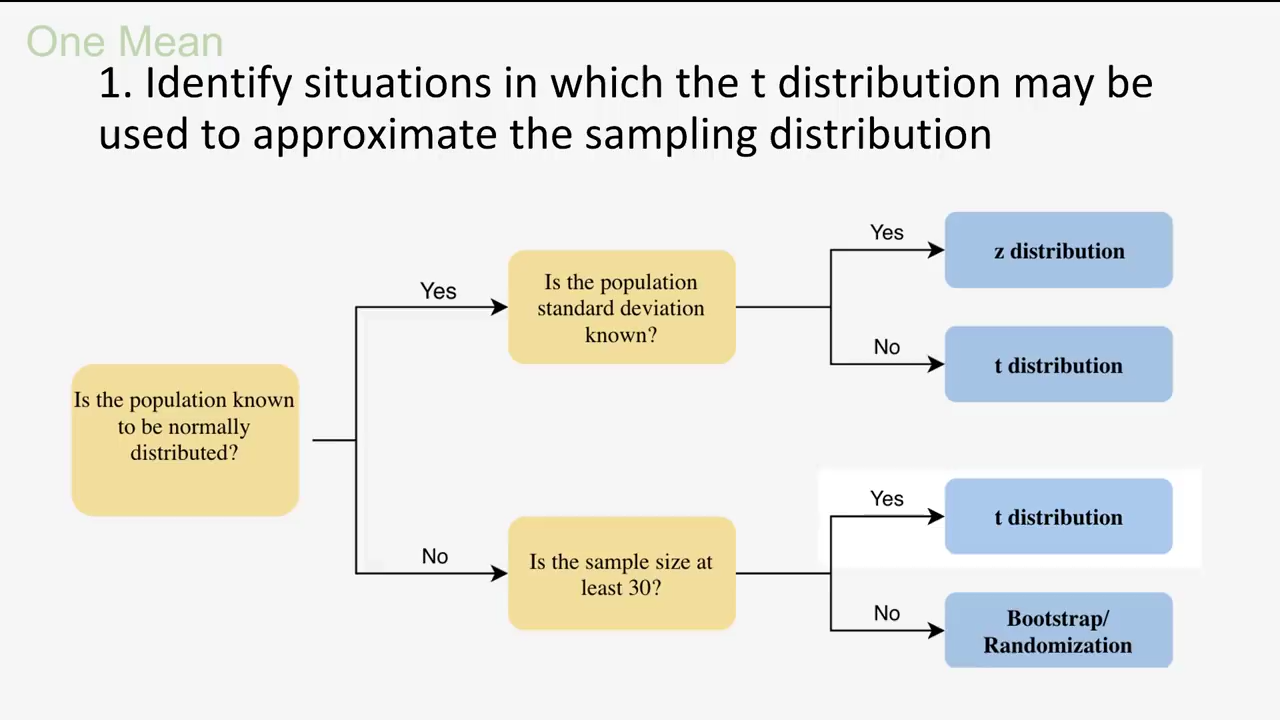 One Mean
1. Identify situations in which the t distribution may be
used to approximate the sampling distribution
Is the population known
to be normally
distributed?
Yes
Is the population
standard deviation
known?
Yes
z distribution
No
t distribution
No
Is the sample size at
least 30?
Yes
t distribution
No
Bootstrap/
Randomization